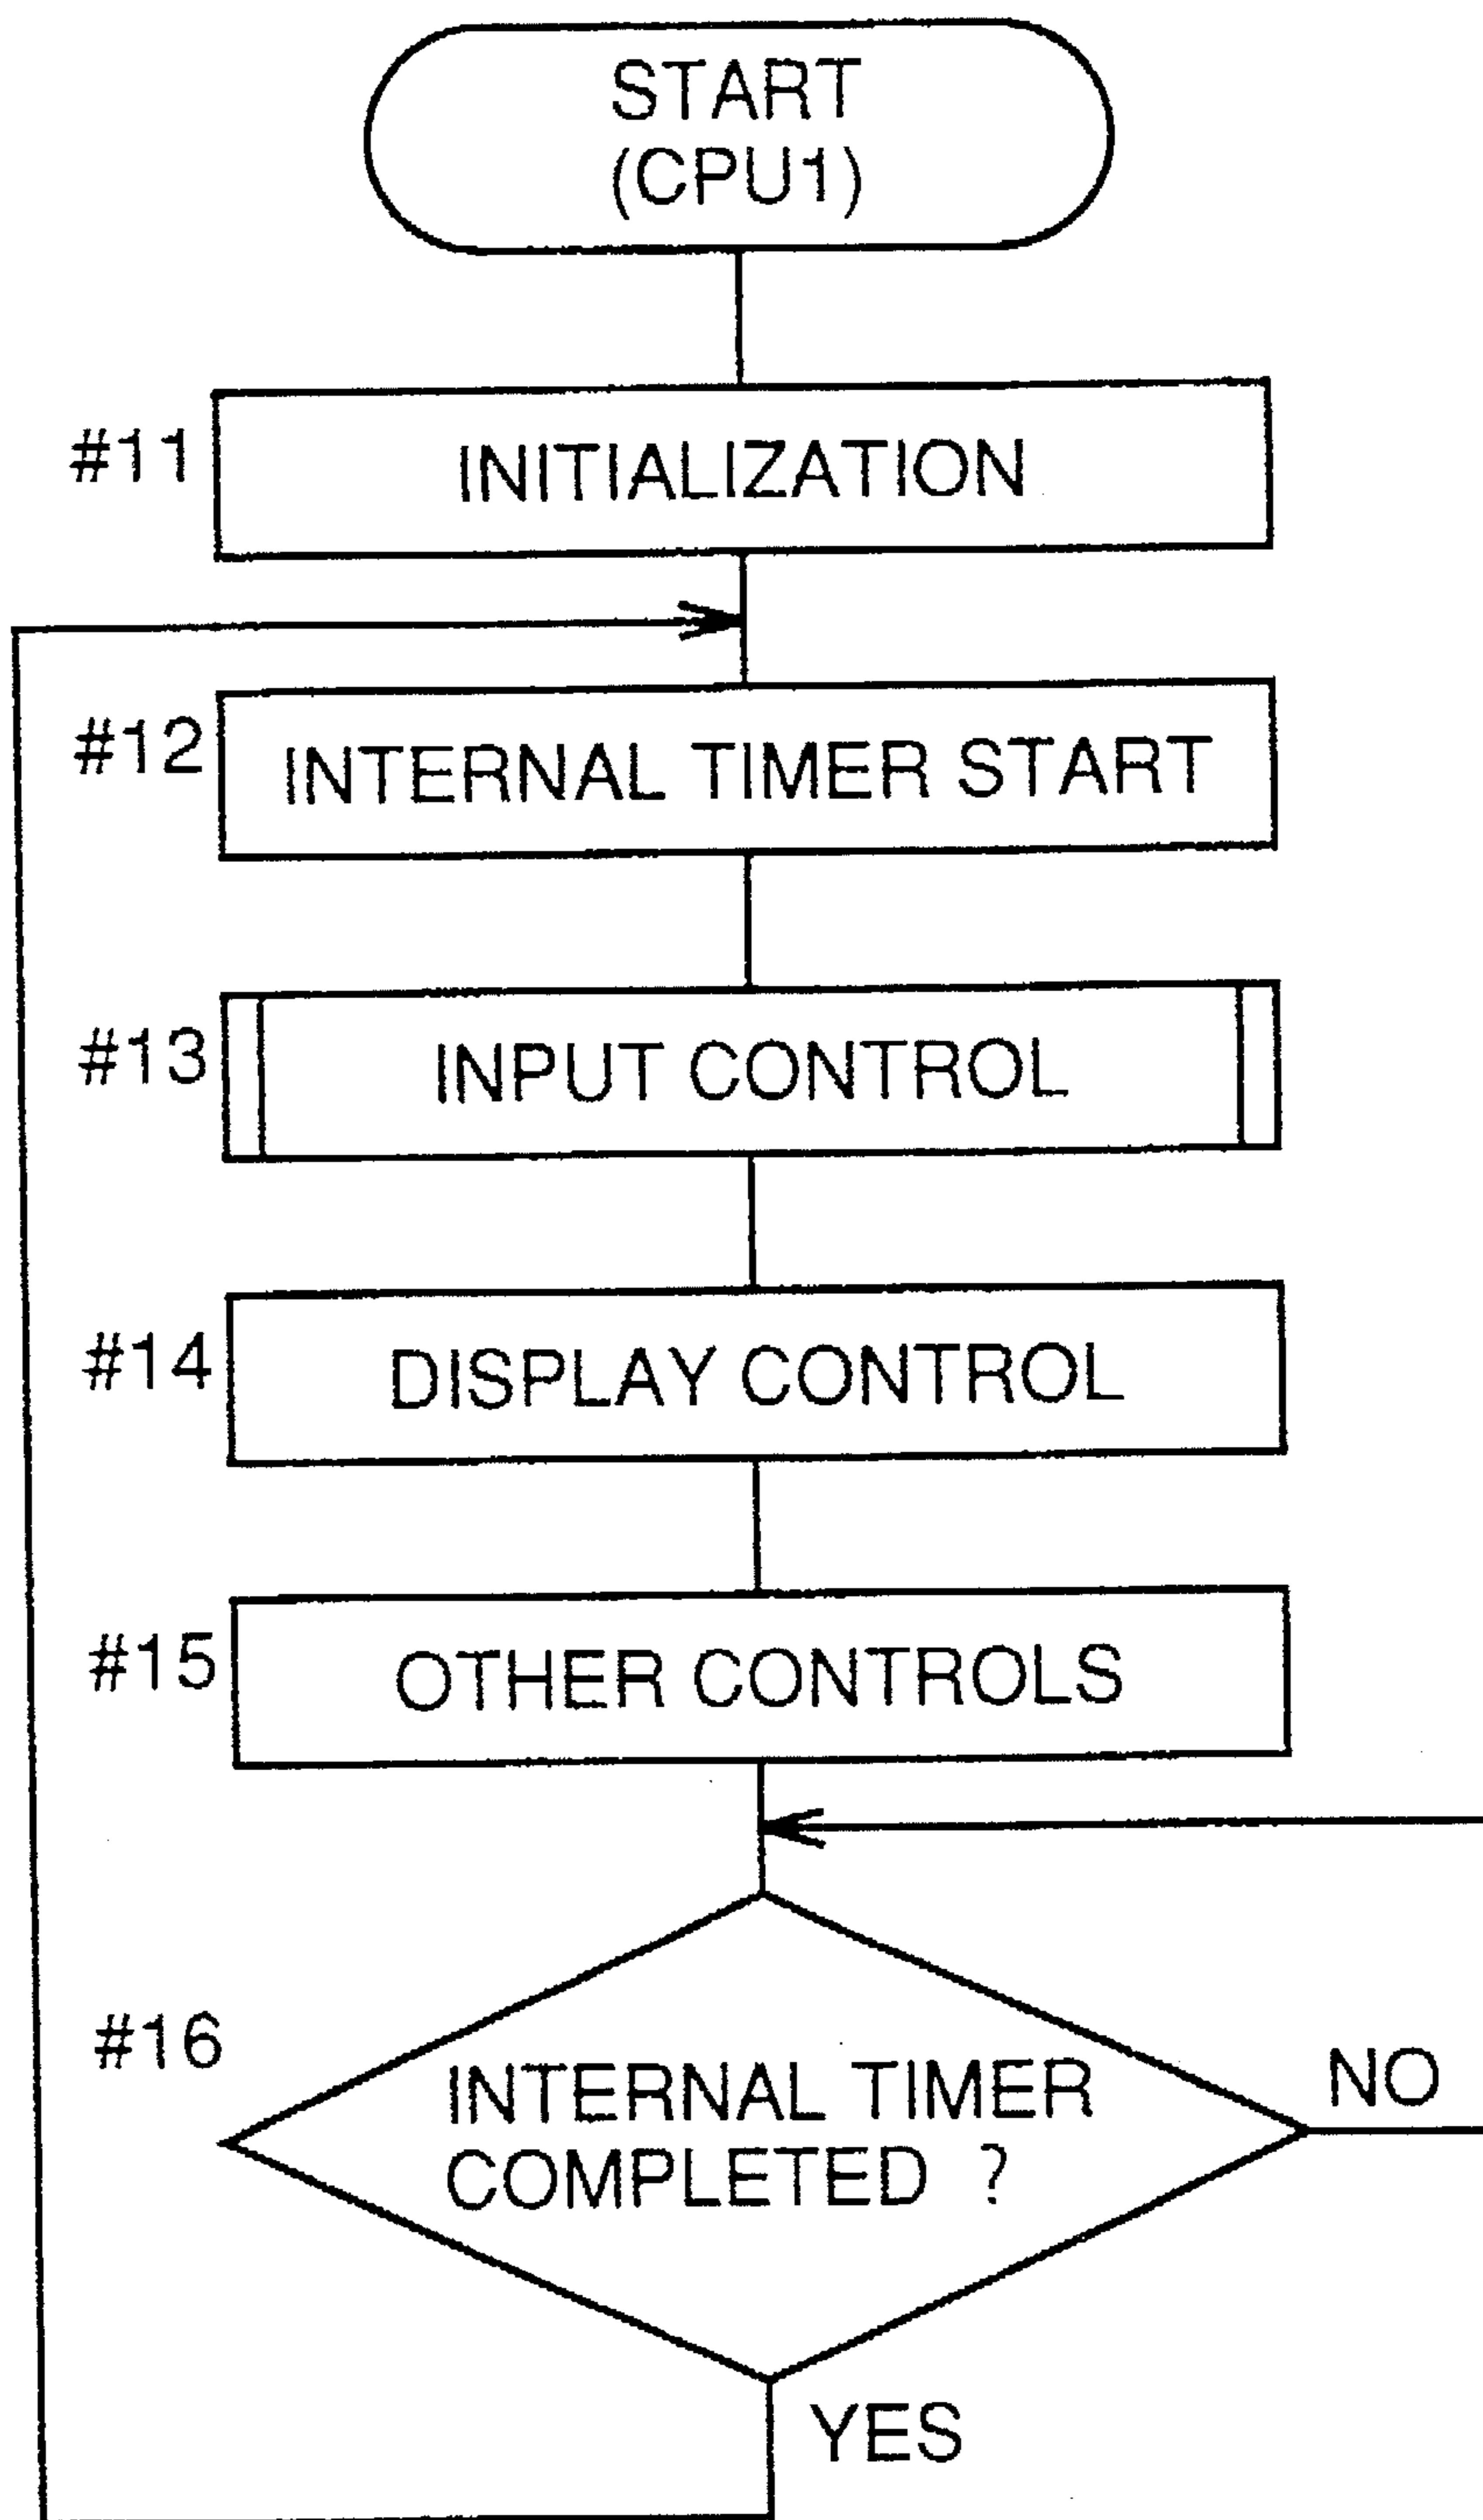 START
(CPU1)
#11
INITIALIZATION
#12
INTERNAL TIMER START
#13
INPUT CONTROL
#14
DISPLAY CONTROL
#15
OTHER CONTROLS
#16
INTERNAL TIMER
COMPLETED ?
NO
YES